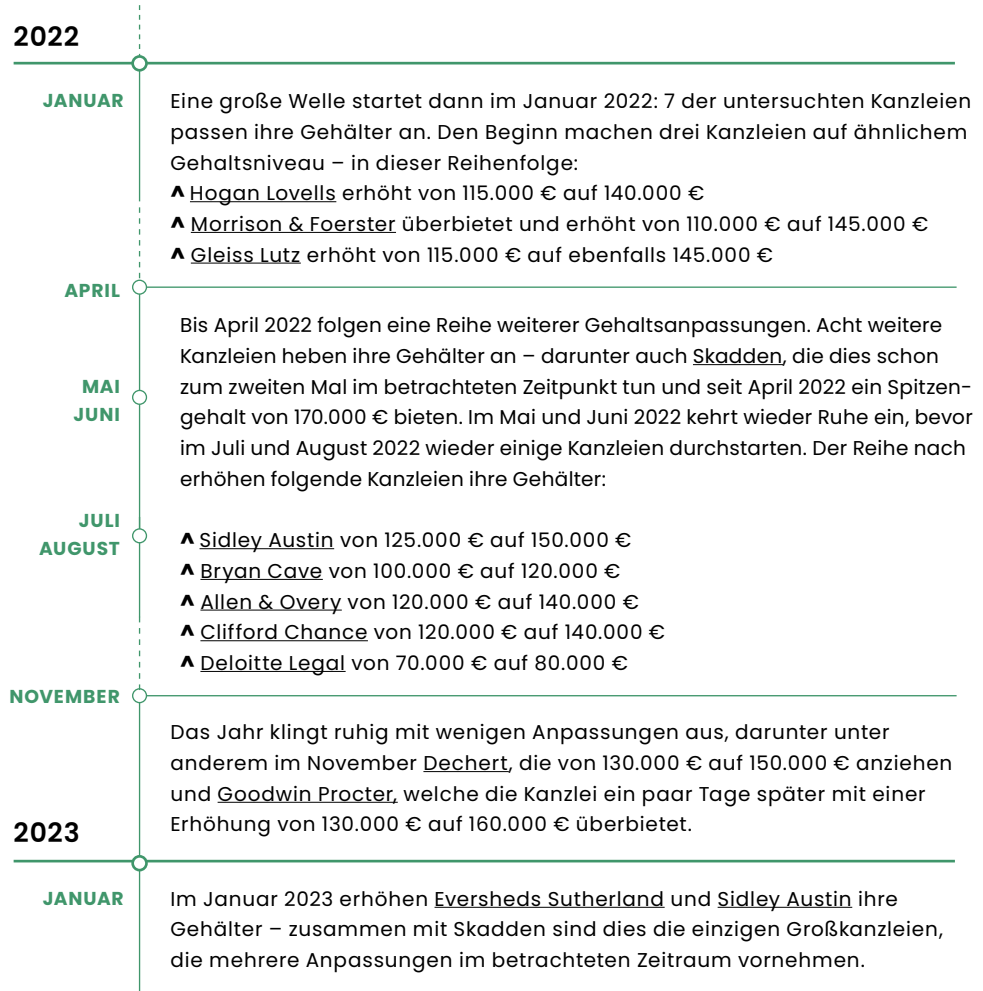 2022
JANUAR
Eine große Welle startet dann im Januar 2022: 7 der untersuchten Kanzleien
passen ihre Gehälter an. Den Beginn machen drei Kanzleien auf ähnlichem
Gehaltsniveau – in dieser Reihenfolge:
^ Hogan Lovells erhöht von 115.000 € auf 140.000 €
^ Morrison & Foerster überbietet und erhöht von 110.000 € auf 145.000 €
^ Gleiss Lutz erhöht von 115.000 € auf ebenfalls 145.000 €
APRIL
Bis April 2022 folgen eine Reihe weiterer Gehaltsanpassungen. Acht weitere
Kanzleien heben ihre Gehälter an – darunter auch Skadden, die dies schon
MAI
zum zweiten Mal im betrachteten Zeitpunkt tun und seit April 2022 ein Spitzen-
JUNI
gehalt von 170.000 € bieten. Im Mai und Juni 2022 kehrt wieder Ruhe ein, bevor
im Juli und August 2022 wieder einige Kanzleien durchstarten. Der Reihe nach
erhöhen folgende Kanzleien ihre Gehälter:
JULI
AUGUST
^ Sidley Austin von 125.000 € auf 150.000 €
^ Bryan Cave von 100.000 € auf 120.000 €
^ Allen & Overy von 120.000 € auf 140.000 €
^ Clifford Chance von 120.000 € auf 140.000 €
^ Deloitte Legal von 70.000 € auf 80.000 €
NOVEMBER
Das Jahr klingt ruhig mit wenigen Anpassungen aus, darunter unter
anderem im November Dechert, die von 130.000 € auf 150.000 € anziehen
und Goodwin Procter, welche die Kanzlei ein paar Tage später mit einer
Erhöhung von 130.000 € auf 160.000 € überbietet.
2023
JANUAR
Im Januar 2023 erhöhen Eversheds Sutherland und Sidley Austin ihre
Gehälter – zusammen mit Skadden sind dies die einzigen Großkanzleien,
die mehrere Anpassungen im betrachteten Zeitraum vornehmen.